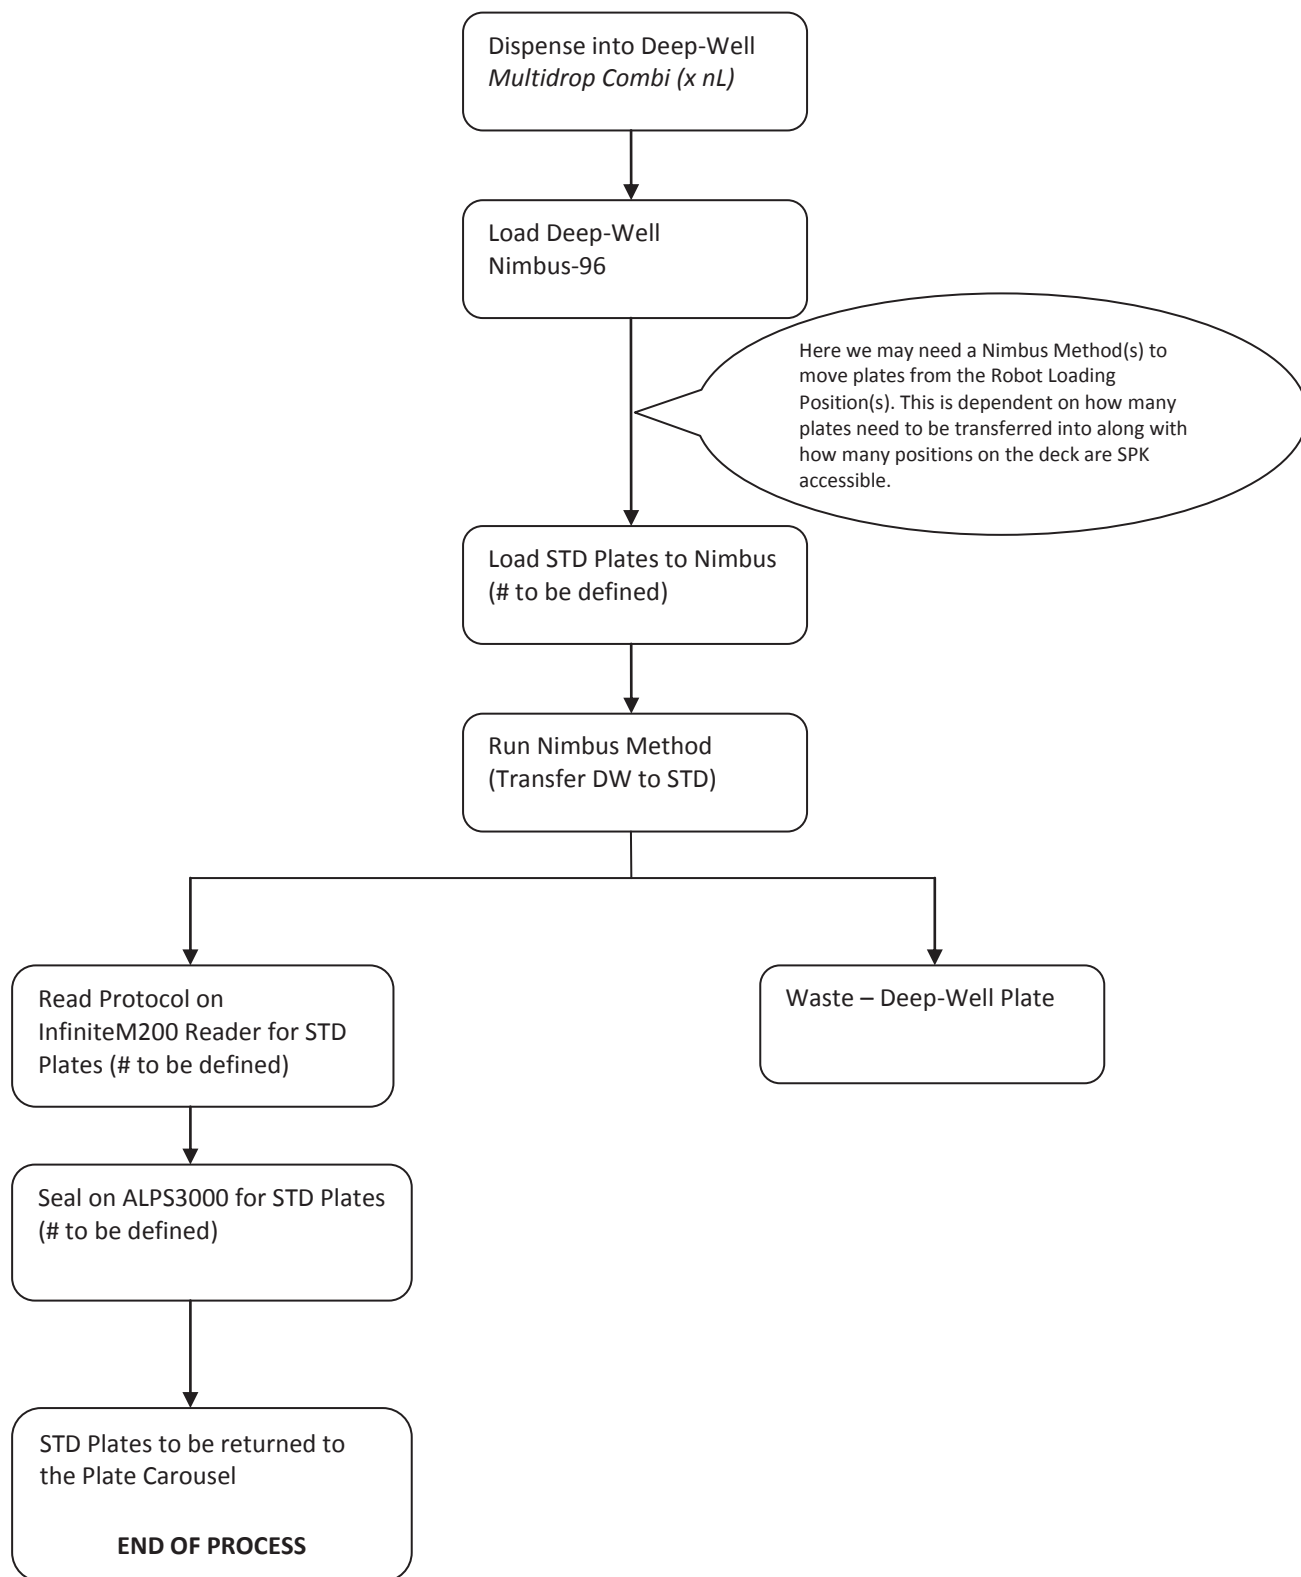 Dispense into Deep-Well
Multidrop Combi (x nL)
Load Deep-Well
Nimbus-96
Here we may need a Nimbus Method(s) to
move plates from the Robot Loading
Position(s). This is dependent on how many
plates need to be transferred into along with
how many positions on the deck are SPK
accessible.
Load STD Plates to Nimbus
(# to be defined)
Run Nimbus Method
(Transfer DW to STD)
Read Protocol on
InfiniteM200 Reader for STD
Plates (# to be defined)
Waste – Deep-Well Plate
Seal on ALPS3000 for STD Plates
(# to be defined)
STD Plates to be returned to
the Plate Carousel
END OF PROCESS